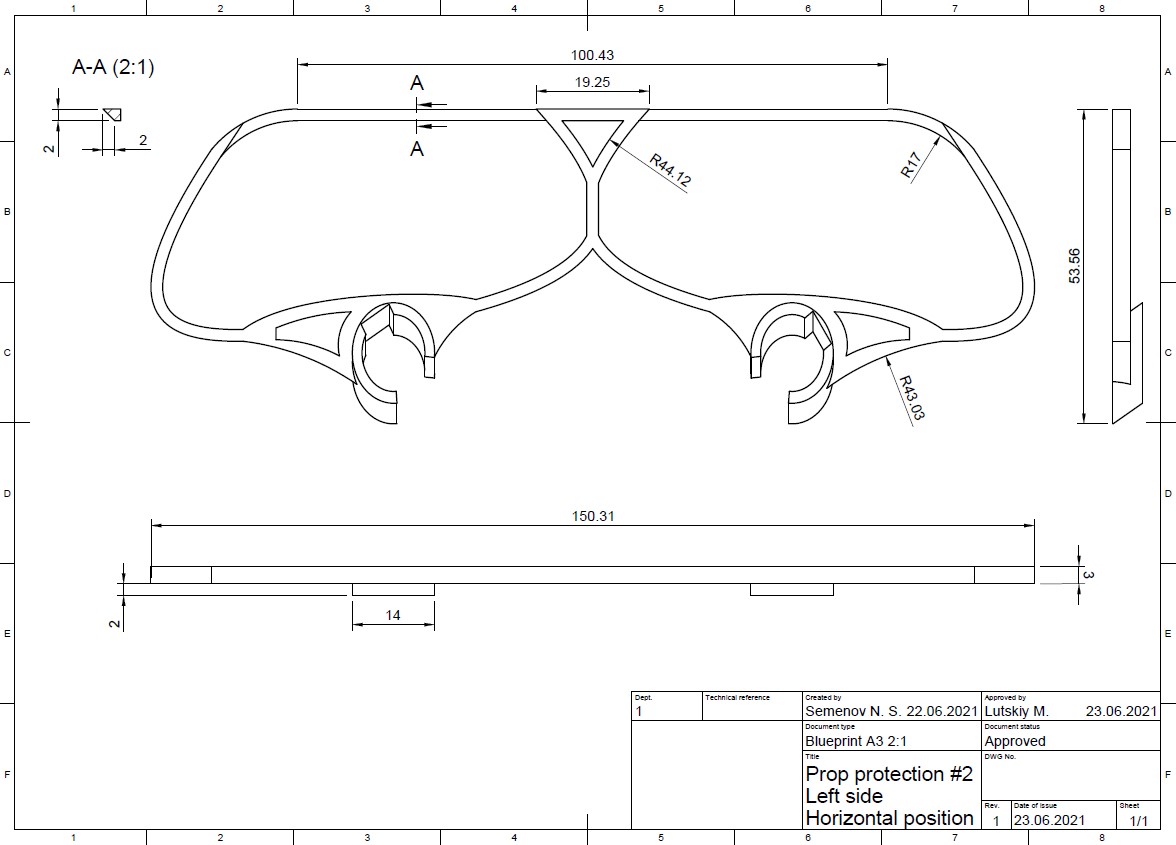 1 2 3 4 5 6 7 8
A A
A-A (2:1)
100.43
19.25
A
A
2
2
R44.12
R17
B B
53.56
C C
R43.03
D D
150.31
3
2
14
E E
Dept.
1
Technical reference
Created by
Semenov N. S. 22.06.2021
Approved by
Lutskiy M. 23.06.2021
Document type
Blueprint A3 2:1
Document status
Approved
Title
Prop protection #2
Left side
Horizontal position
DWG No.
Rev.
1
Date of issue
23.06.2021
Sheet
1/1
F F
1 2 3 4 5 6 7 8